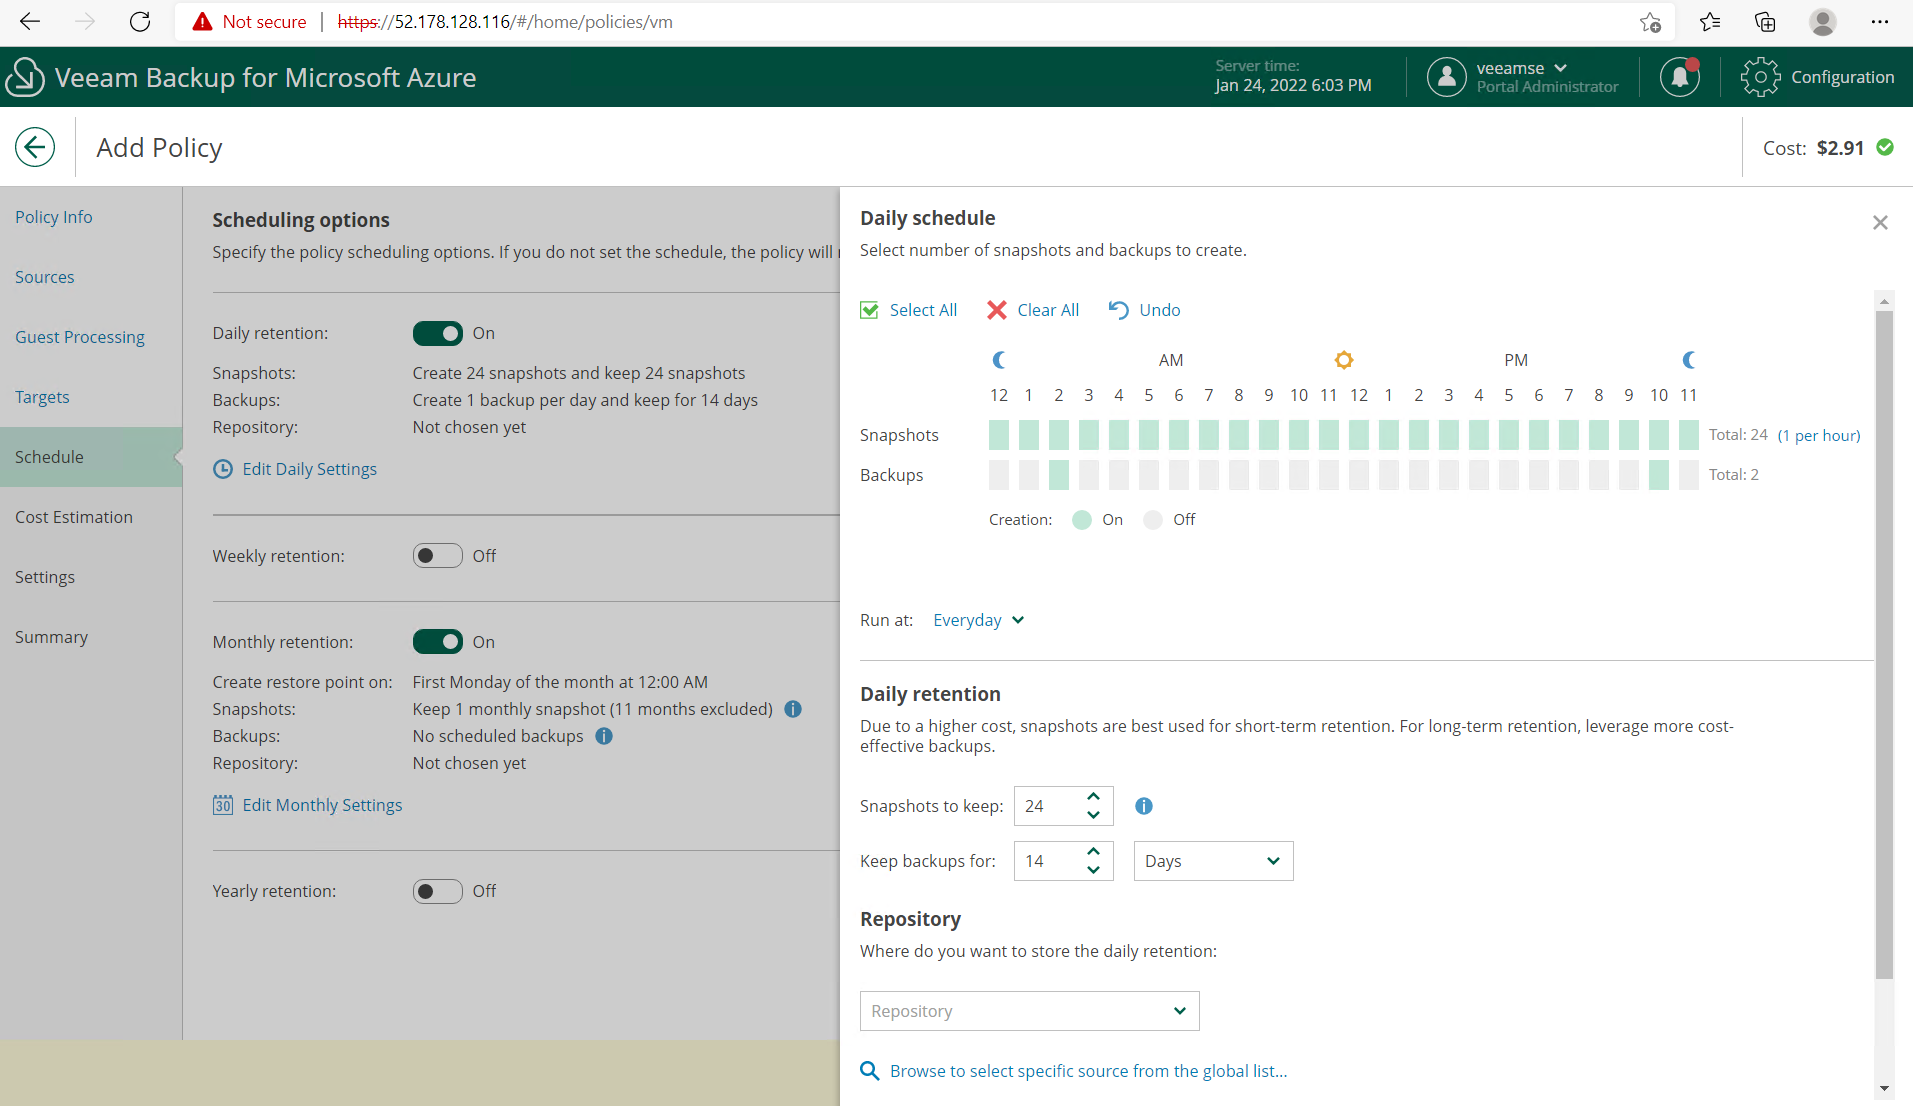 Not secure | https://52.178.128.116/#/home/policies/vm
Veeam Backup for Microsoft Azure
Server time:
Jan 24, 2022 6:03 PM
veeamse
Portal Administrator
Configuration
Add Policy
Cost: $2.91
Policy Info
Sources
Guest Processing
Targets
Schedule
Cost Estimation
Settings
Summary
Scheduling options
Specify the policy scheduling options. If you do not set the schedule, the policy will
Daily retention: On
Snapshots: Create 24 snapshots and keep 24 snapshots
Backups: Create 1 backup per day and keep for 14 days
Repository: Not chosen yet
Edit Daily Settings
Weekly retention: Off
Monthly retention: On
Create restore point on: First Monday of the month at 12:00 AM
Snapshots: Keep 1 monthly snapshot (11 months excluded)
Backups: No scheduled backups
Repository: Not chosen yet
30 Edit Monthly Settings
Yearly retention: Off
Daily schedule
Select number of snapshots and backups to create.
Select All Clear All Undo
AM PM
12 1 2 3 4 5 6 7 8 9 10 11 12 1 2 3 4 5 6 7 8 9 10 11
Snapshots Total: 24 (1 per hour)
Backups Total: 2
Creation: On Off
Run at: Everyday
Daily retention
Due to a higher cost, snapshots are best used for short-term retention. For long-term retention, leverage more cost-
effective backups.
Snapshots to keep: 24
Keep backups for: 14 Days
Repository
Where do you want to store the daily retention:
Repository
Browse to select specific source from the global list...